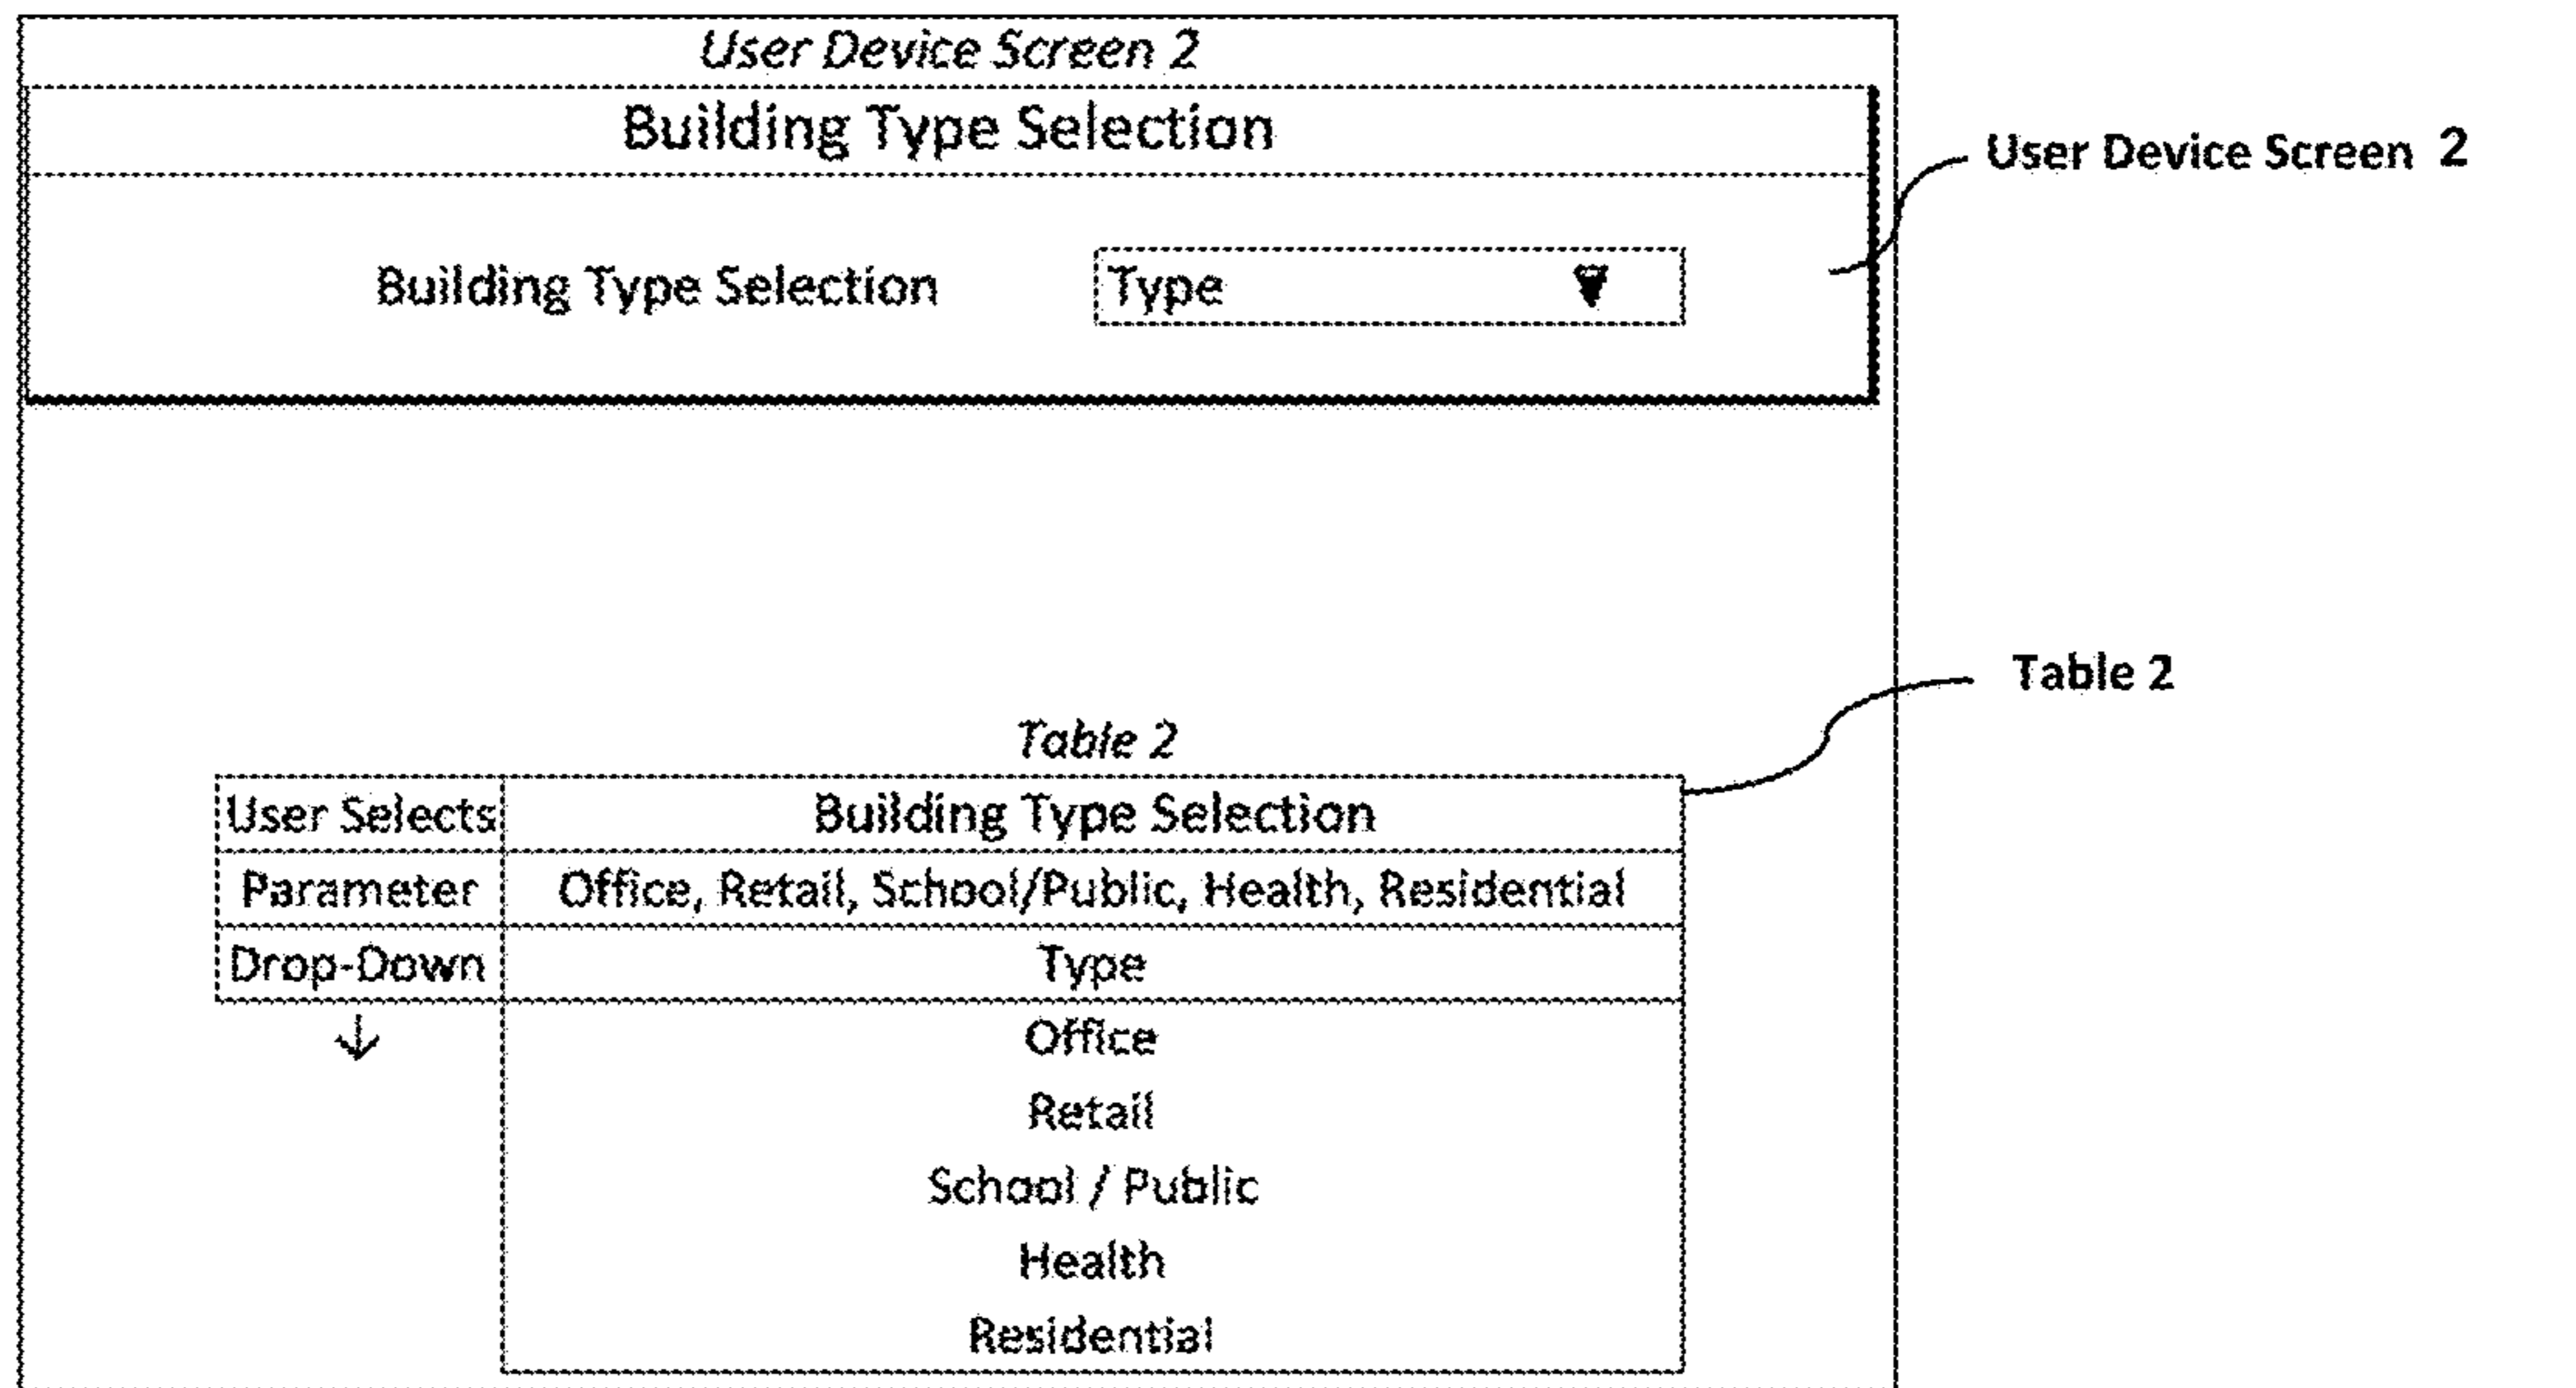 User Device Screen 2
Building Type Selection
User Device Screen 2
Building Type Selection Type
Table 2
Table 2
User Selects Building Type Selection
Parameter Office, Retail, School/Public, Health, Residential
Drop-Down Type
Office
Retail
School / Public
Health
Residential